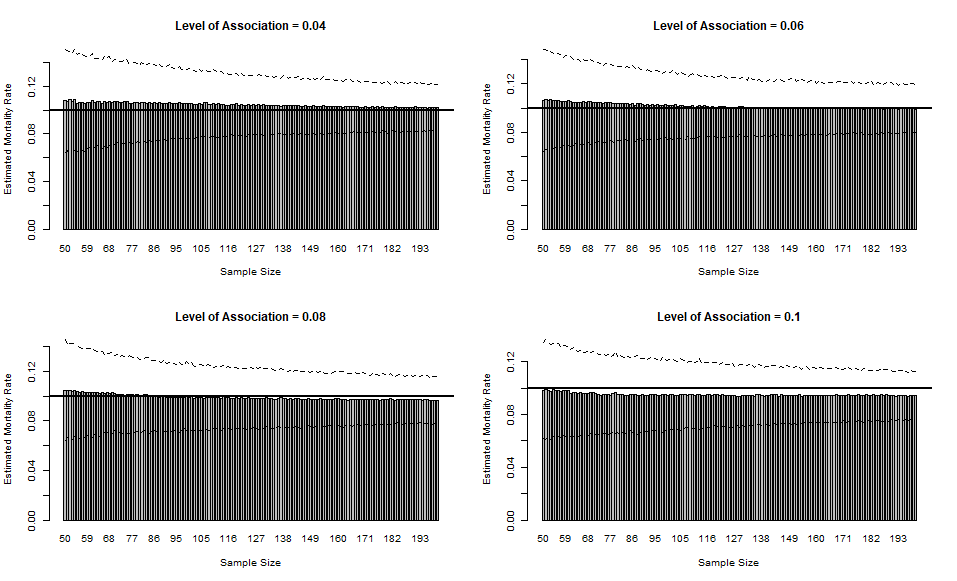 Level of Association = 0.04
Estimated Mortality Rate
0.00 0.04 0.08 0.12
50 59 68 77 86 95 105 116 127 138 149 160 171 182 193
Sample Size
Level of Association = 0.06
Estimated Mortality Rate
0.00 0.04 0.08 0.12
50 59 68 77 86 95 105 116 127 138 149 160 171 182 193
Sample Size
Level of Association = 0.08
Estimated Mortality Rate
0.00 0.04 0.08 0.12
50 59 68 77 86 95 105 116 127 138 149 160 171 182 193
Sample Size
Level of Association = 0.1
Estimated Mortality Rate
0.00 0.04 0.08 0.12
50 59 68 77 86 95 105 116 127 138 149 160 171 182 193
Sample Size